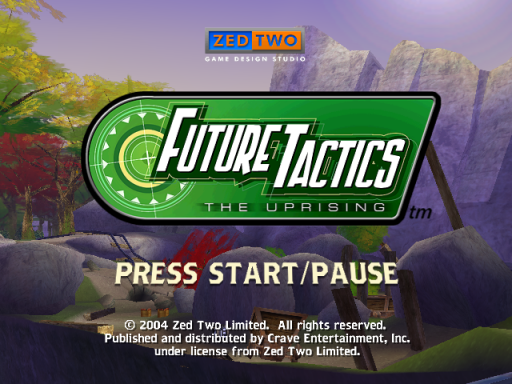 ZED TWO
GAME DESIGN STUDIO
FUTURE TACTICS
THE UPRISING
tm
PRESS START/PAUSE
© 2004 Zed Two Limited. All rights reserved.
Published and distributed by Crave Entertainment, Inc.
under license from Zed Two Limited.